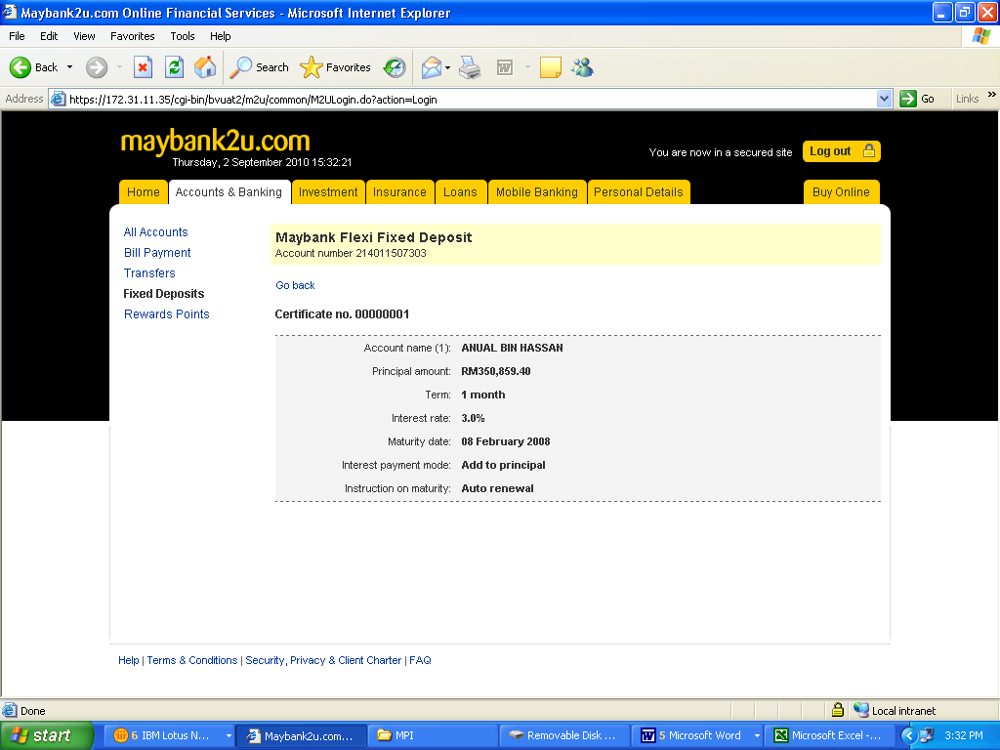 Maybank2u.com Online Financial Services - Microsoft Internet Explorer
File Edit View Favorites Tools Help
Back Search Favorites
Address https://172.31.11.35/cgi-bin/bvuat2/m2u/common/M2ULogin.do?action=Login Go Links »
maybank2u.com
Thursday, 2 September 2010 15:32:21
You are now in a secured site Log out
Home Accounts & Banking Investment Insurance Loans Mobile Banking Personal Details Buy Online
All Accounts
Bill Payment
Transfers
Fixed Deposits
Rewards Points
Maybank Flexi Fixed Deposit
Account number 214011507303
Go back
Certificate no. 00000001
Account name (1): ANUAL BIN HASSAN
Principal amount: RM350,859.40
Term: 1 month
Interest rate: 3.0%
Maturity date: 08 February 2008
Interest payment mode: Add to principal
Instruction on maturity: Auto renewal
Help | Terms & Conditions | Security, Privacy & Client Charter | FAQ
Done Local intranet
start 6 IBM Lotus N... Maybank2u.com... MPI Removable Disk ... 5 Microsoft Word Microsoft Excel -... 3:32 PM